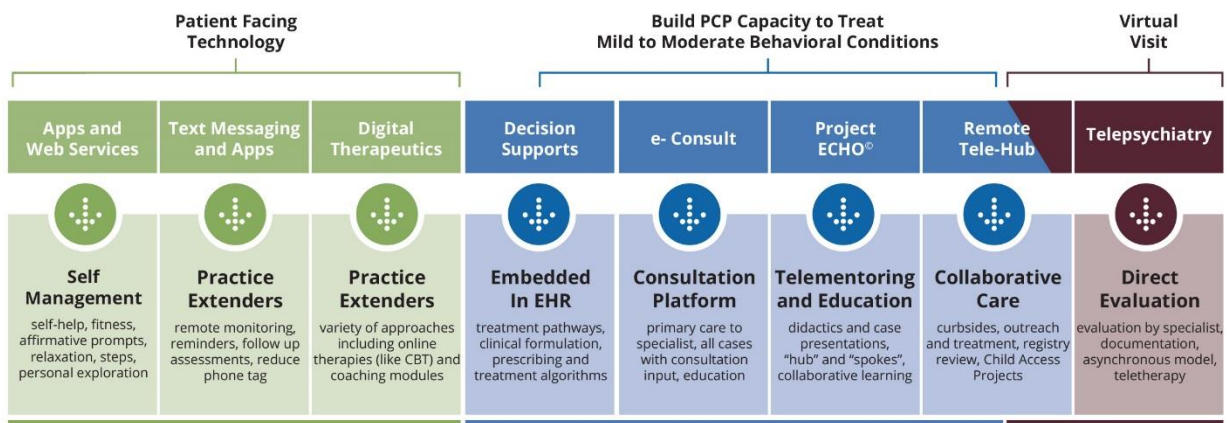 Patient Facing
Technology
Build PCP Capacity to Treat
Mild to Moderate Behavioral Conditions
Virtual
Visit
Apps and
Web Services
Text Messaging
and Apps
Digital
Therapeutics
Decision
Supports
e- Consult
Project
ECHO©
Remote
Tele-Hub
Telepsychiatry
Self
Management
self-help, fitness,
affirmative prompts,
relaxation, steps,
personal exploration
Practice
Extenders
remote monitoring,
reminders, follow up
assessments, reduce
phone tag
Practice
Extenders
variety of approaches
including online
therapies (like CBT) and
coaching modules
Embedded
In EHR
treatment pathways,
clinical formulation,
prescribing and
treatment algorithms
Consultation
Platform
primary care to
specialist, all cases
with consultation
input, education
Telementoring
and Education
didactics and case
presentations,
“hub” and “spokes”,
collaborative learning
Collaborative
Care
curbsides, outreach
and treatment, registry
review, Child Access
Projects
Direct
Evaluation
evaluation by specialist,
documentation,
asynchronous model,
teletherapy